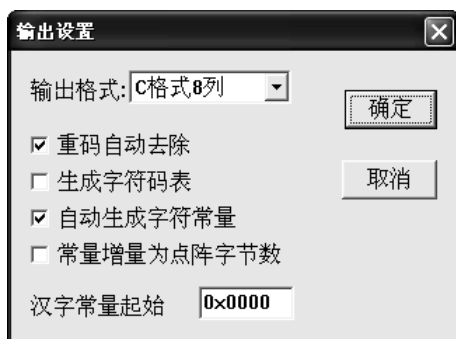 输出设置
输出格式: C格式8列
确定
重码自动去除
生成字符码表
取消
自动生成字符常量
常量增量为点阵字节数
汉字常量起始 0x0000